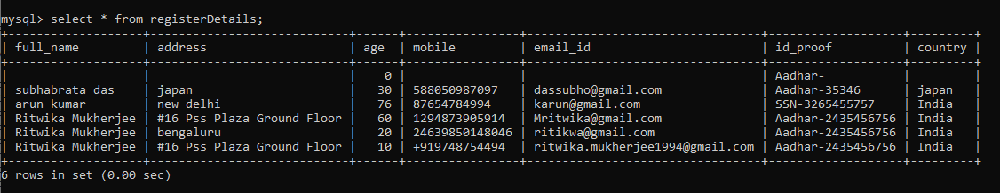 mysql> select * from registerDetails;
+------------------+-------------------------+-----+---------------+-----------------------------+-------------------+---------+
| full_name        | address                 | age | mobile        | email_id                    | id_proof          | country |
+------------------+-------------------------+-----+---------------+-----------------------------+-------------------+---------+
|                  |                         |   0 |               |                             | Aadhar-           |         |
| subhabrata das   | japan                   |  30 | 588050987097  | dassubho@gmail.com          | Aadhar-35346      | japan   |
| arun kumar       | new delhi               |  76 | 87654784994   | karun@gmail.com             | SSN-3265455757    | India   |
| Ritwika Mukherjee | #16 Pss Plaza Ground Floor |  60 | 1294873905914 | Mritwika@gmail.com | Aadhar-2435456756 | India   |
| Ritwika Mukherjee | bengaluru |  20 | 24639850148046 | ritikwa@gmail.com | Aadhar-2435456756 | India   |
| Ritwika Mukherjee | #16 Pss Plaza Ground Floor |  10 | +919748754494 | ritwika.mukherjee1994@gmail.com | Aadhar-2435456756 | India   |
+------------------+-------------------------+-----+---------------+-----------------------------+-------------------+---------+
6 rows in set (0.00 sec)